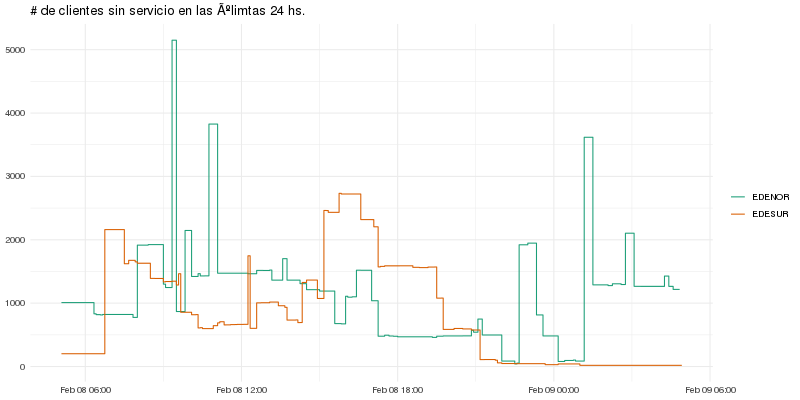 # de clientes sin servicio en las Ãºlimtas 24 hs.
5000
4000
3000
2000
1000
0
Feb 08 06:00
Feb 08 12:00
Feb 08 18:00
Feb 09 00:00
Feb 09 06:00
EDENOR
EDESUR